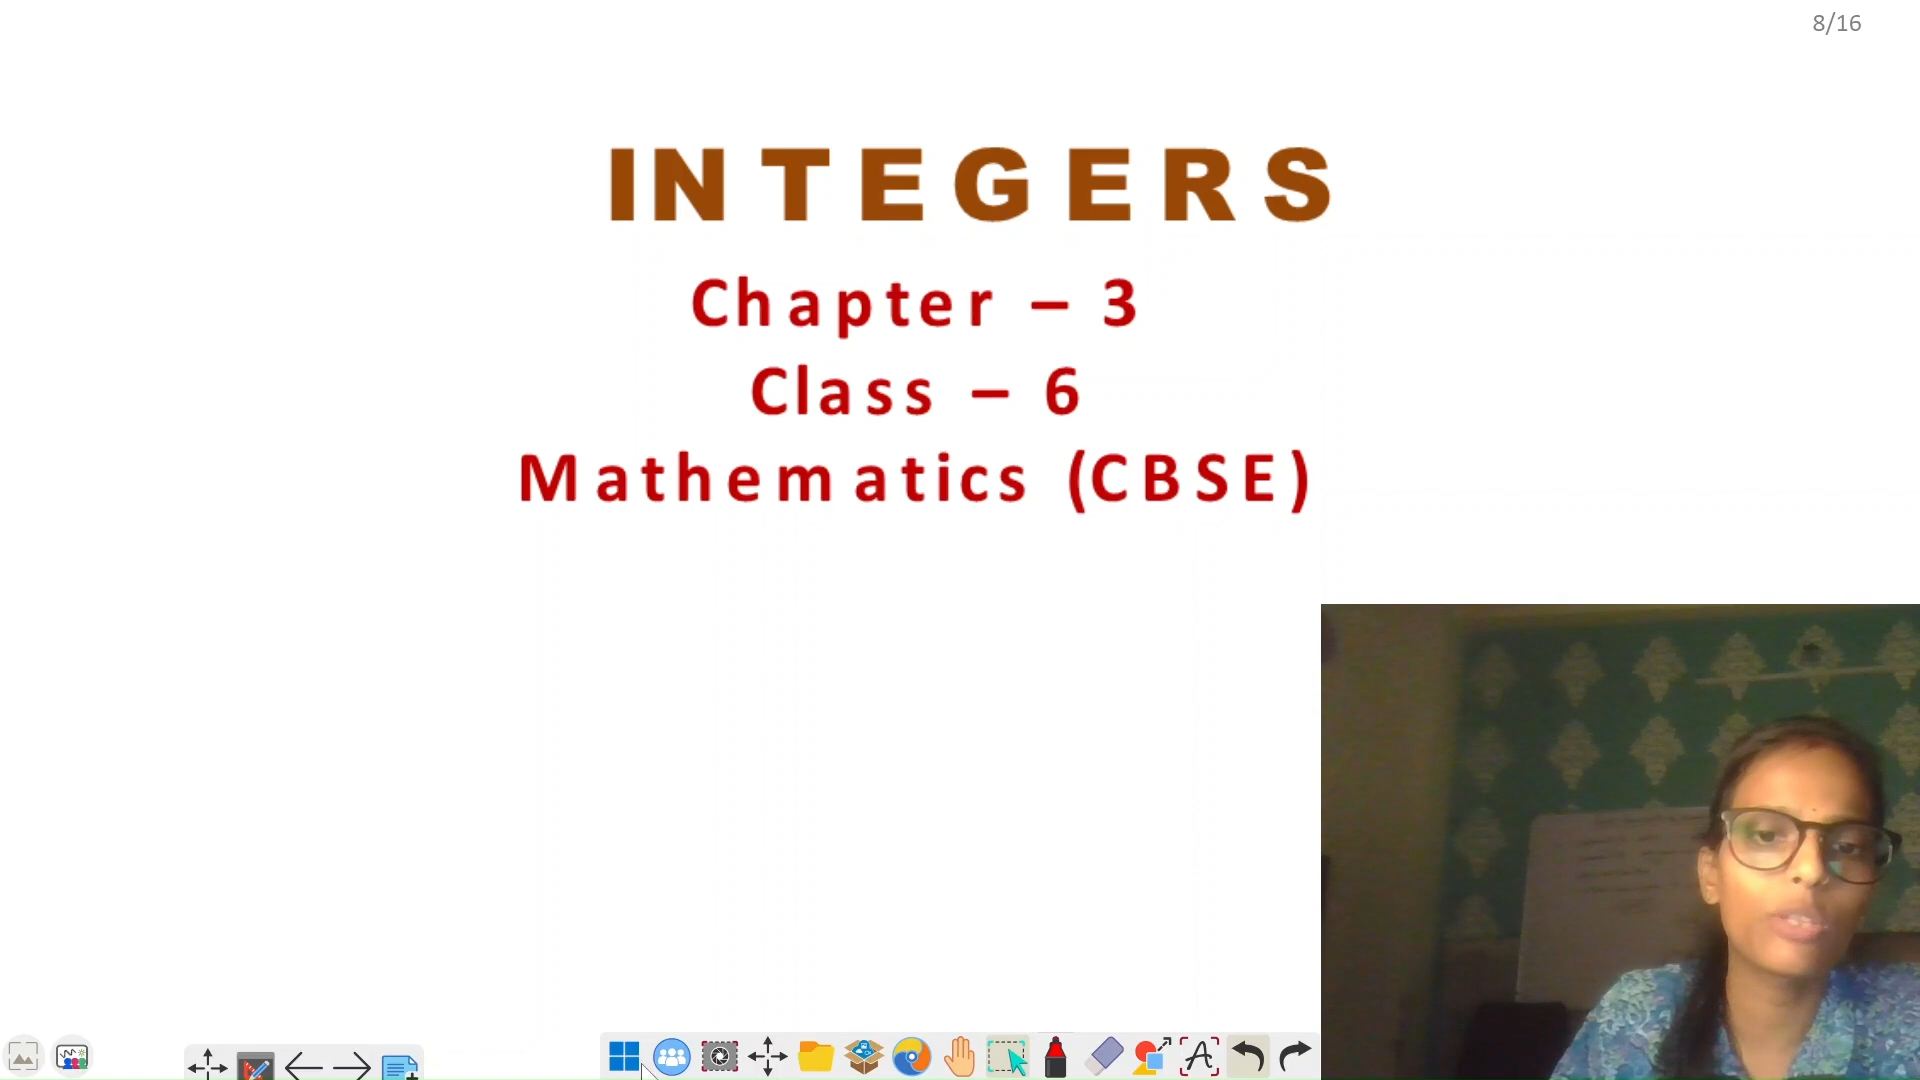 8/16
INTEGERS
Chapter – 3
Class – 6
Mathematics (CBSE)